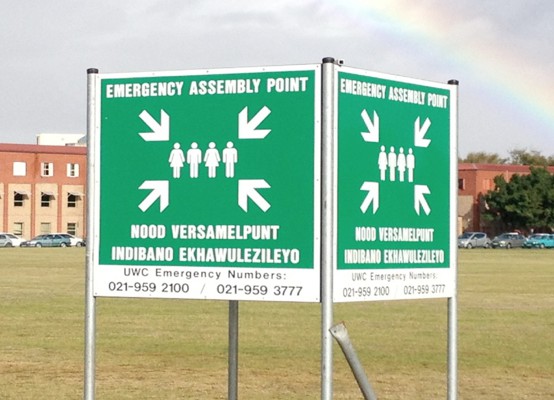 EMERGENCY ASSEMBLY POINT
NOOD VERSAMELPUNT
INDIBANO EKHAWULEZILEYO
UWC Emergency Numbers:
021-959 2100 / 021-959 3777
EMERGENCY ASSEMBLY POINT
NOOD VERSAMELPUNT
INDIBANO EKHAWULEZILEYO
UWC Emergency Numbers:
021-959 2100 / 021-959 3777